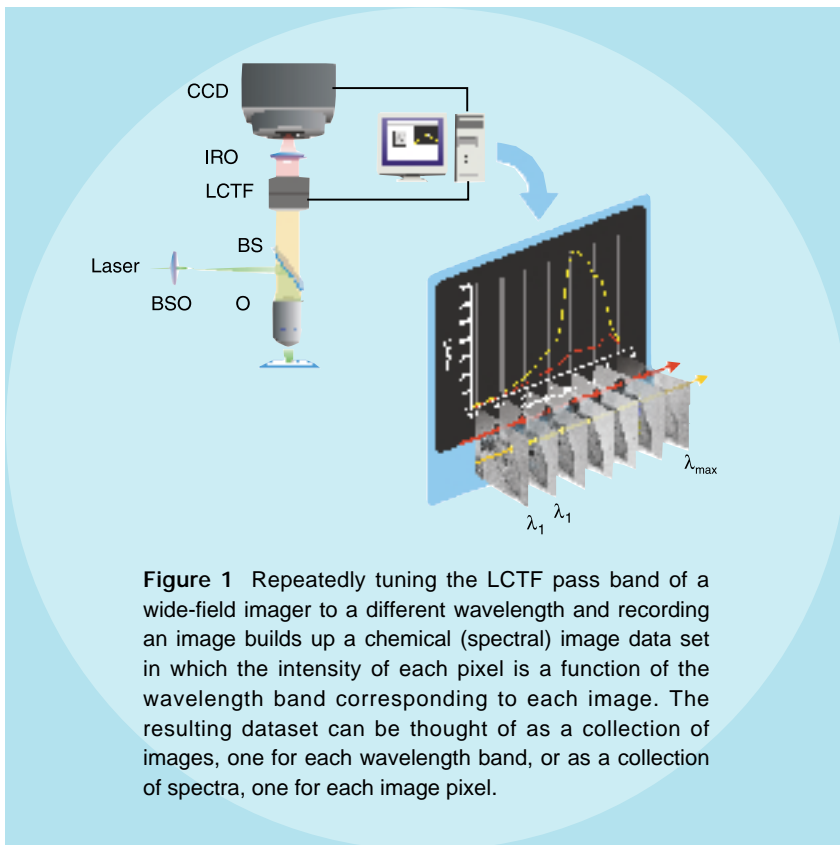 CCD
IRO
LCTF
BS
Laser
BSO
O
λmax
λ1
λ1
Figure 1 Repeatedly tuning the LCTF pass band of a
wide-field imager to a different wavelength and recording
an image builds up a chemical (spectral) image data set
in which the intensity of each pixel is a function of the
wavelength band corresponding to each image. The
resulting dataset can be thought of as a collection of
images, one for each wavelength band, or as a collection
of spectra, one for each image pixel.